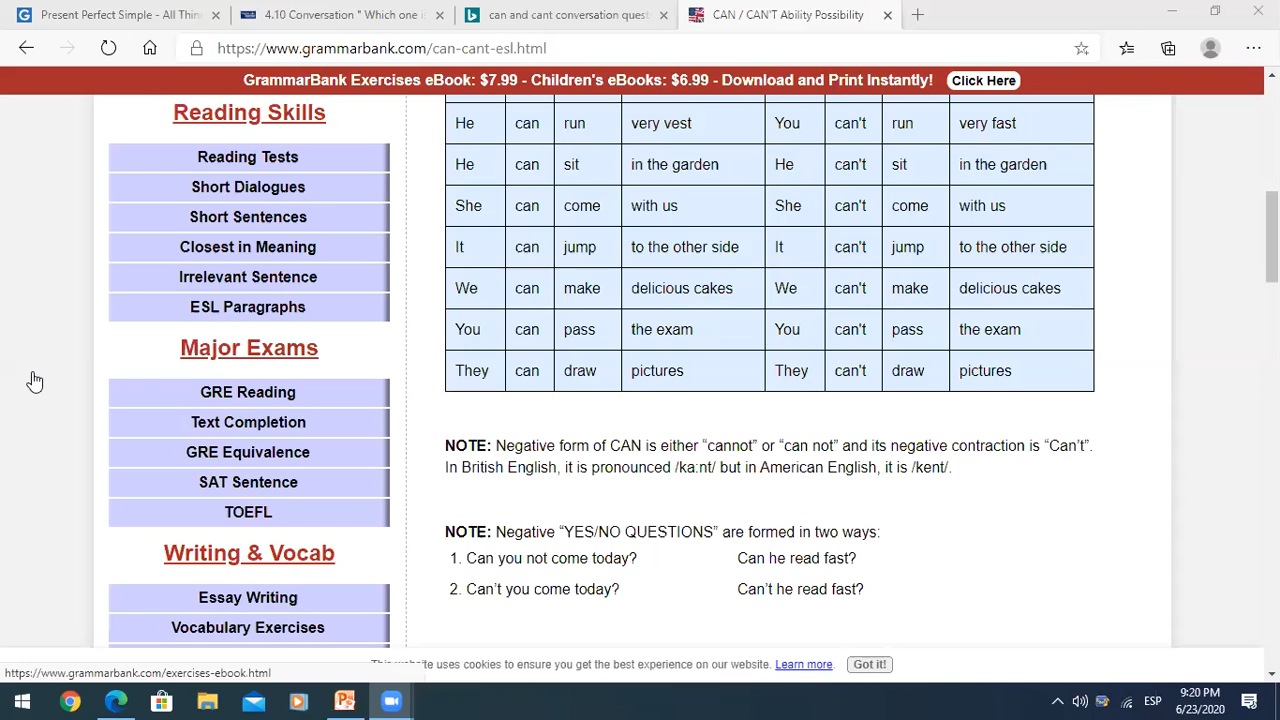 Present Perfect Simple - All Thin
4.10 Conversation " Which one i
can and cant conversation quest
CAN / CAN'T Ability Possibility
https://www.grammarbank.com/can-cant-esl.html
GrammarBank Exercises eBook: $7.99 - Children's eBooks: $6.99 - Download and Print Instantly! Click Here
Reading Skills
Reading Tests
Short Dialogues
Short Sentences
Closest in Meaning
Irrelevant Sentence
ESL Paragraphs
Major Exams
GRE Reading
Text Completion
GRE Equivalence
SAT Sentence
TOEFL
Writing & Vocab
Essay Writing
Vocabulary Exercises
He can run very vest You can't run very fast
He can sit in the garden He can't sit in the garden
She can come with us She can't come with us
It can jump to the other side It can't jump to the other side
We can make delicious cakes We can't make delicious cakes
You can pass the exam You can't pass the exam
They can draw pictures They can't draw pictures
NOTE: Negative form of CAN is either “cannot” or “can not” and its negative contraction is “Can’t”.
In British English, it is pronounced /ka:nt/ but in American English, it is /kent/.
NOTE: Negative “YES/NO QUESTIONS” are formed in two ways:
1. Can you not come today? Can he read fast?
2. Can’t you come today? Can’t he read fast?
website uses cookies to ensure you get the best experience on our website. Learn more. Got it!
https://www.grammarbank.com/exercises-ebook.html
ESP
9:20 PM
6/23/2020